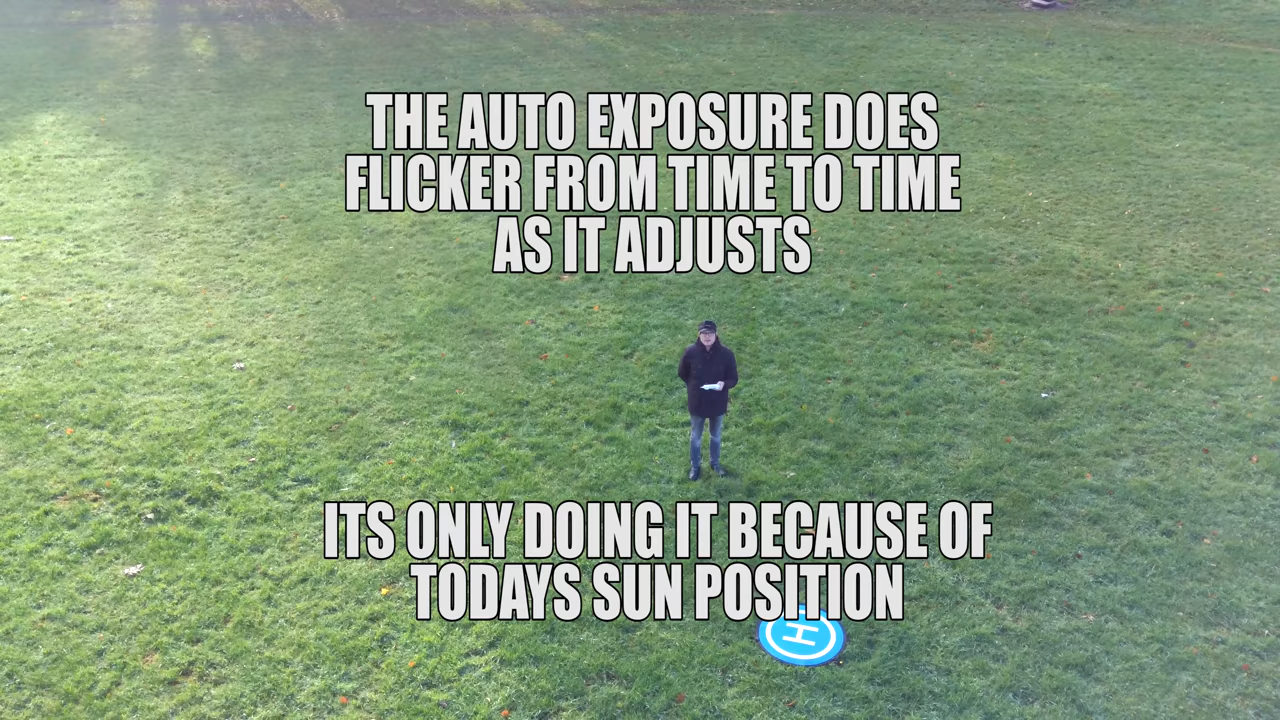 THE AUTO EXPOSURE DOES
FLICKER FROM TIME TO TIME
AS IT ADJUSTS
ITS ONLY DOING IT BECAUSE OF
TODAYS SUN POSITION
H